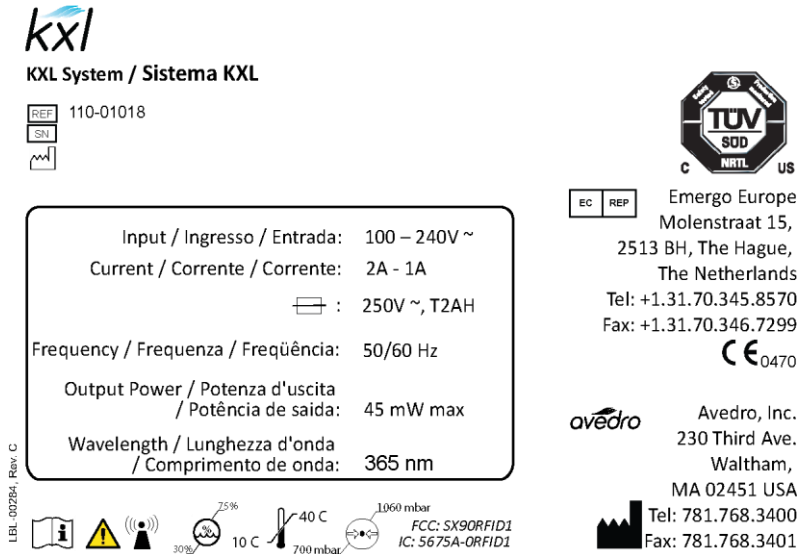 kxl
KXL System / Sistema KXL
REF 110-01018
SN
Input / Ingresso / Entrada: 100 – 240V ~
Current / Corrente / Corrente: 2A - 1A
: 250V ~, T2AH
Frequency / Frequenza / Freqüência: 50/60 Hz
Output Power / Potenza d'uscita
/ Potência de saida: 45 mW max
Wavelength / Lunghezza d'onda
/ Comprimento de onda: 365 nm
LBL-00284, Rev. C
75%
%
30%
40 C
10 C
1060 mbar
700 mbar
FCC: SX90RFID1
IC: 5675A-0RFID1
TÜV
SÜD
NRTL
C US
EC REP
Emergo Europe
Molenstraat 15,
2513 BH, The Hague,
The Netherlands
Tel: +1.31.70.345.8570
Fax: +1.31.70.346.7299
CE 0470
avedro
Avedro, Inc.
230 Third Ave.
Waltham,
MA 02451 USA
Tel: 781.768.3400
Fax: 781.768.3401